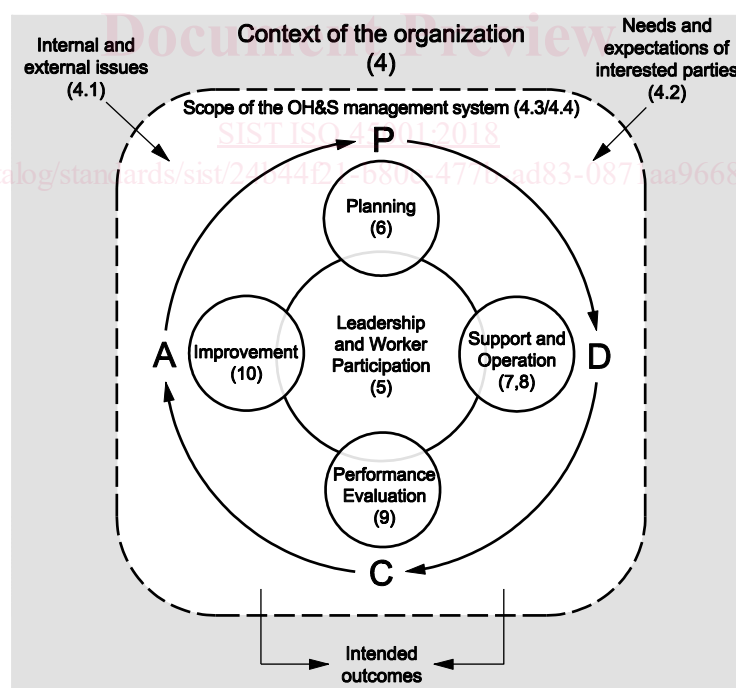 Document Preview
Context of the organization
(4)
Internal and
external issues
(4.1)
Needs and
expectations of
interested parties
(4.2)
Scope of the OH&S management system (4.3/4.4)
SIST ISO 45001:2018
P
Planning
(6)
A
Improvement
(10)
Leadership
and Worker
Participation
(5)
Support and
Operation
(7,8)
D
Performance
Evaluation
(9)
C
Intended
outcomes